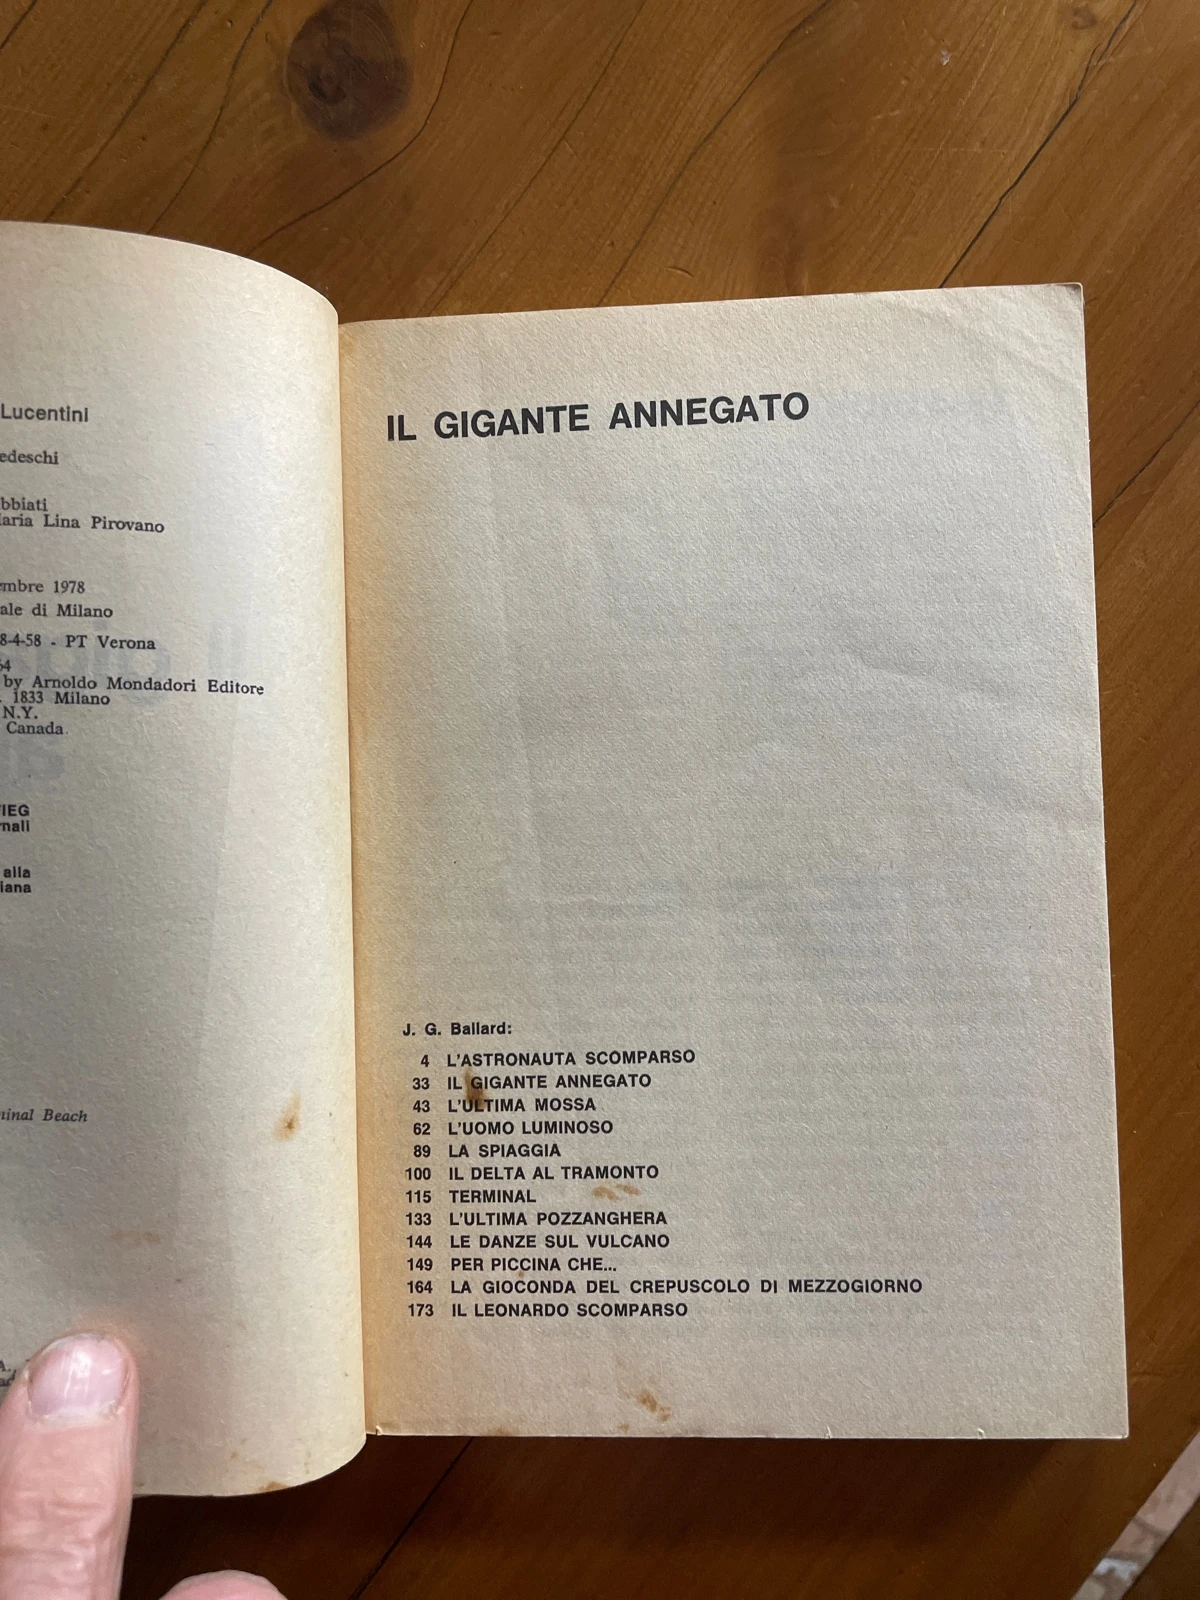 Lucentini
edeschi
bbiati
aria Lina Pirovano
embre 1978
ale di Milano
8-4-58 - PT Verona
64
by Arnoldo Mondadori Editore
. 1833 Milano
N.Y.
Canada.
IEG
rnali
alla
iana
minal Beach
A.
IL GIGANTE ANNEGATO
J. G. Ballard:
4 L'ASTRONAUTA SCOMPARSO
33 IL GIGANTE ANNEGATO
43 L'ULTIMA MOSSA
62 L'UOMO LUMINOSO
89 LA SPIAGGIA
100 IL DELTA AL TRAMONTO
115 TERMINAL
133 L'ULTIMA POZZANGHERA
144 LE DANZE SUL VULCANO
149 PER PICCINA CHE...
164 LA GIOCONDA DEL CREPUSCOLO DI MEZZOGIORNO
173 IL LEONARDO SCOMPARSO